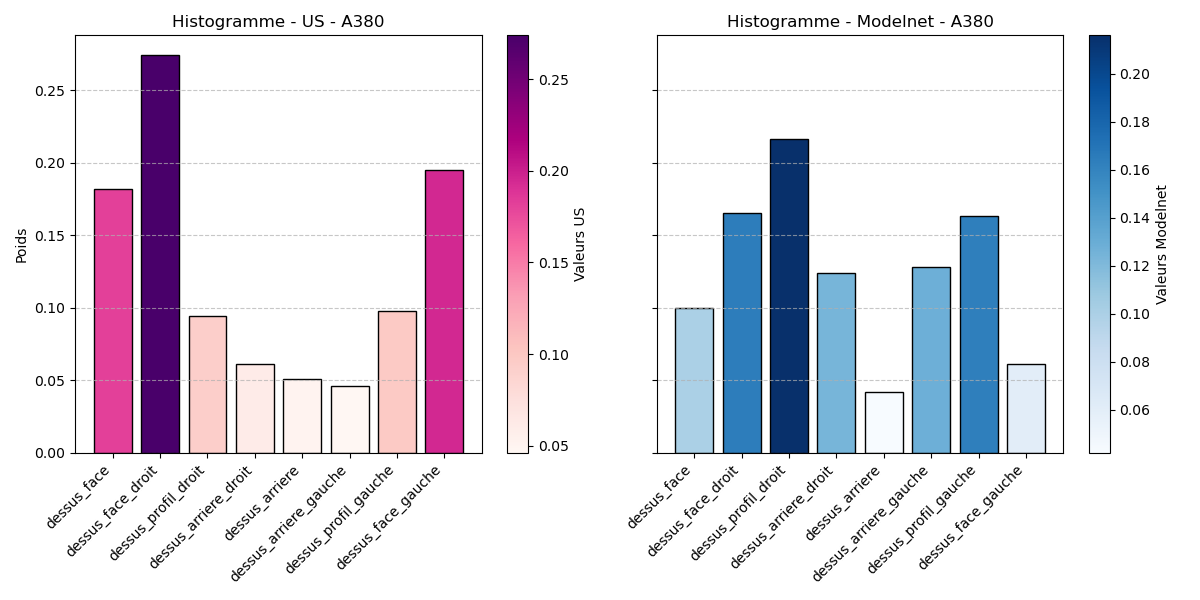 Histogramme - US - A380
Poids
0.25
0.20
0.15
0.10
0.05
0.00
dessus_face
dessus_face_droit
dessus_profil_droit
dessus_arriere_droit
dessus_arriere
dessus_arriere_gauche
dessus_profil_gauche
dessus_face_gauche
0.25
0.20
0.15
0.10
0.05
Valeurs US
Histogramme - Modelnet - A380
dessus_face
dessus_face_droit
dessus_profil_droit
dessus_arriere_droit
dessus_arriere
dessus_arriere_gauche
dessus_profil_gauche
dessus_face_gauche
0.20
0.18
0.16
0.14
0.12
0.10
0.08
0.06
Valeurs Modelnet